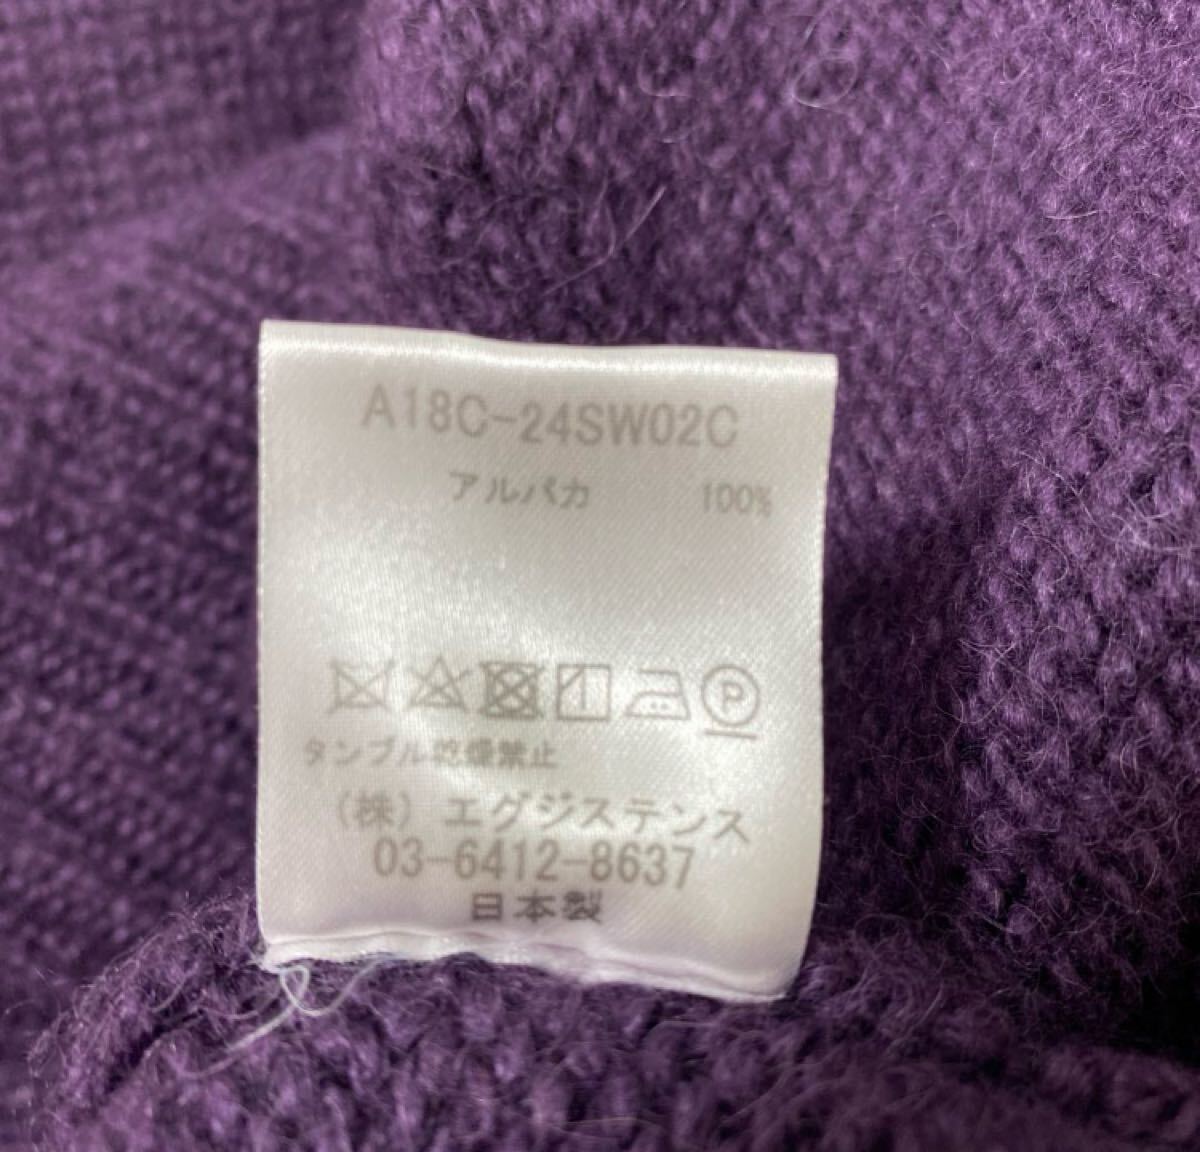 A18C-24SW02C
アルパカ 100%
P
タンブル乾燥禁止
(株) エグジステンス
03-6412-8637
日本製